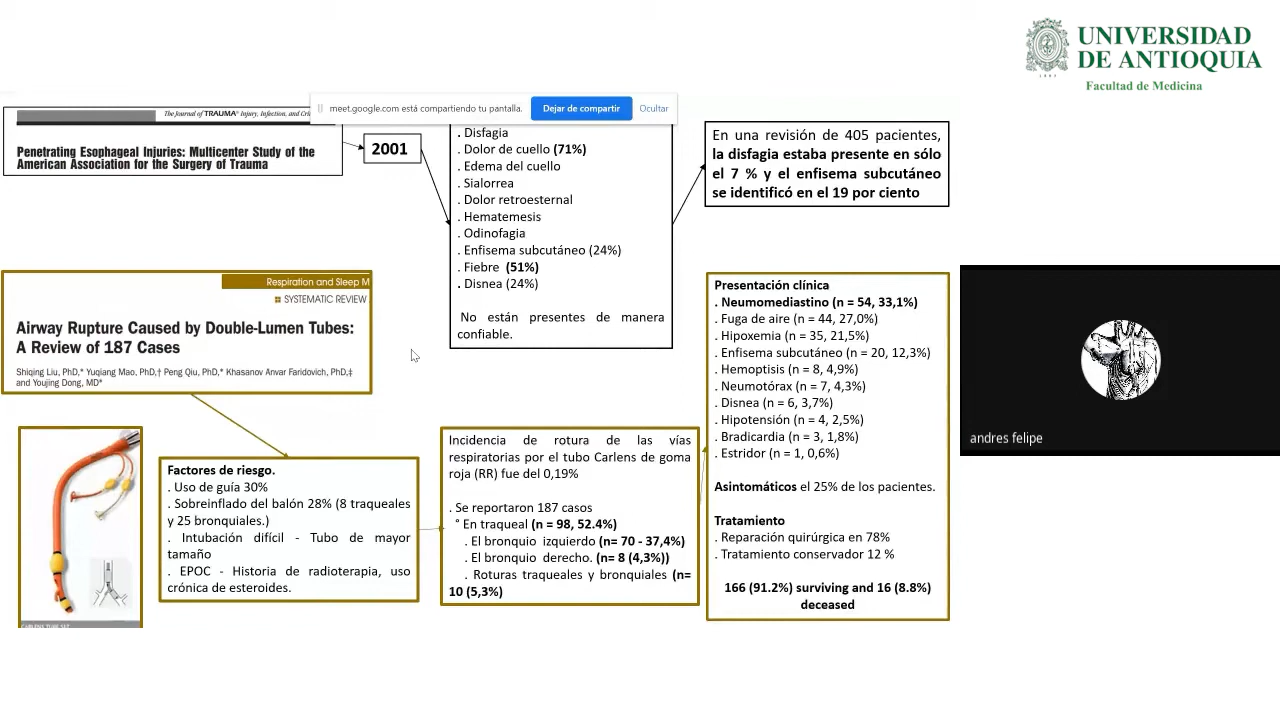 UNIVERSIDAD
DE ANTIOQUIA
Facultad de Medicina
1803
meet.google.com está compartiendo tu pantalla.
Dejar de compartir
Ocultar
The Journal of TRAUMA® Injury, Infection, and Cri
Penetrating Esophageal Injuries: Multicenter Study of the
American Association for the Surgery of Trauma
2001
. Disfagia
. Dolor de cuello (71%)
. Edema del cuello
. Sialorrea
. Dolor retroesternal
. Hematemesis
. Odinofagia
. Enfisema subcutáneo (24%)
. Fiebre (51%)
. Disnea (24%)
No están presentes de manera
confiable.
En una revisión de 405 pacientes,
la disfagia estaba presente en sólo
el 7 % y el enfisema subcutáneo
se identificó en el 19 por ciento
Respiration and Sleep M
SYSTEMATIC REVIEW
Airway Rupture Caused by Double-Lumen Tubes:
A Review of 187 Cases
Shiqing Liu, PhD,* Yuqiang Mao, PhD,† Peng Qiu, PhD,* Khasanov Anvar Faridovich, PhD,‡
and Youjing Dong, MD*
CARLENS TUBE SET
Factores de riesgo.
. Uso de guía 30%
. Sobreinflado del balón 28% (8 traqueales
y 25 bronquiales.)
. Intubación difícil - Tubo de mayor
tamaño
. EPOC - Historia de radioterapia, uso
crónica de esteroides.
Incidencia de rotura de las vías
respiratorias por el tubo Carlens de goma
roja (RR) fue del 0,19%
. Se reportaron 187 casos
° En traqueal (n = 98, 52.4%)
. El bronquio izquierdo (n= 70 - 37,4%)
. El bronquio derecho. (n= 8 (4,3%))
. Roturas traqueales y bronquiales (n=
10 (5,3%)
Presentación clínica
. Neumomediastino (n = 54, 33,1%)
. Fuga de aire (n = 44, 27,0%)
. Hipoxemia (n = 35, 21,5%)
. Enfisema subcutáneo (n = 20, 12,3%)
. Hemoptisis (n = 8, 4,9%)
. Neumotórax (n = 7, 4,3%)
. Disnea (n = 6, 3,7%)
. Hipotensión (n = 4, 2,5%)
. Bradicardia (n = 3, 1,8%)
. Estridor (n = 1, 0,6%)
Asintomáticos el 25% de los pacientes.
Tratamiento
. Reparación quirúrgica en 78%
. Tratamiento conservador 12 %
166 (91.2%) surviving and 16 (8.8%)
deceased
andres felipe